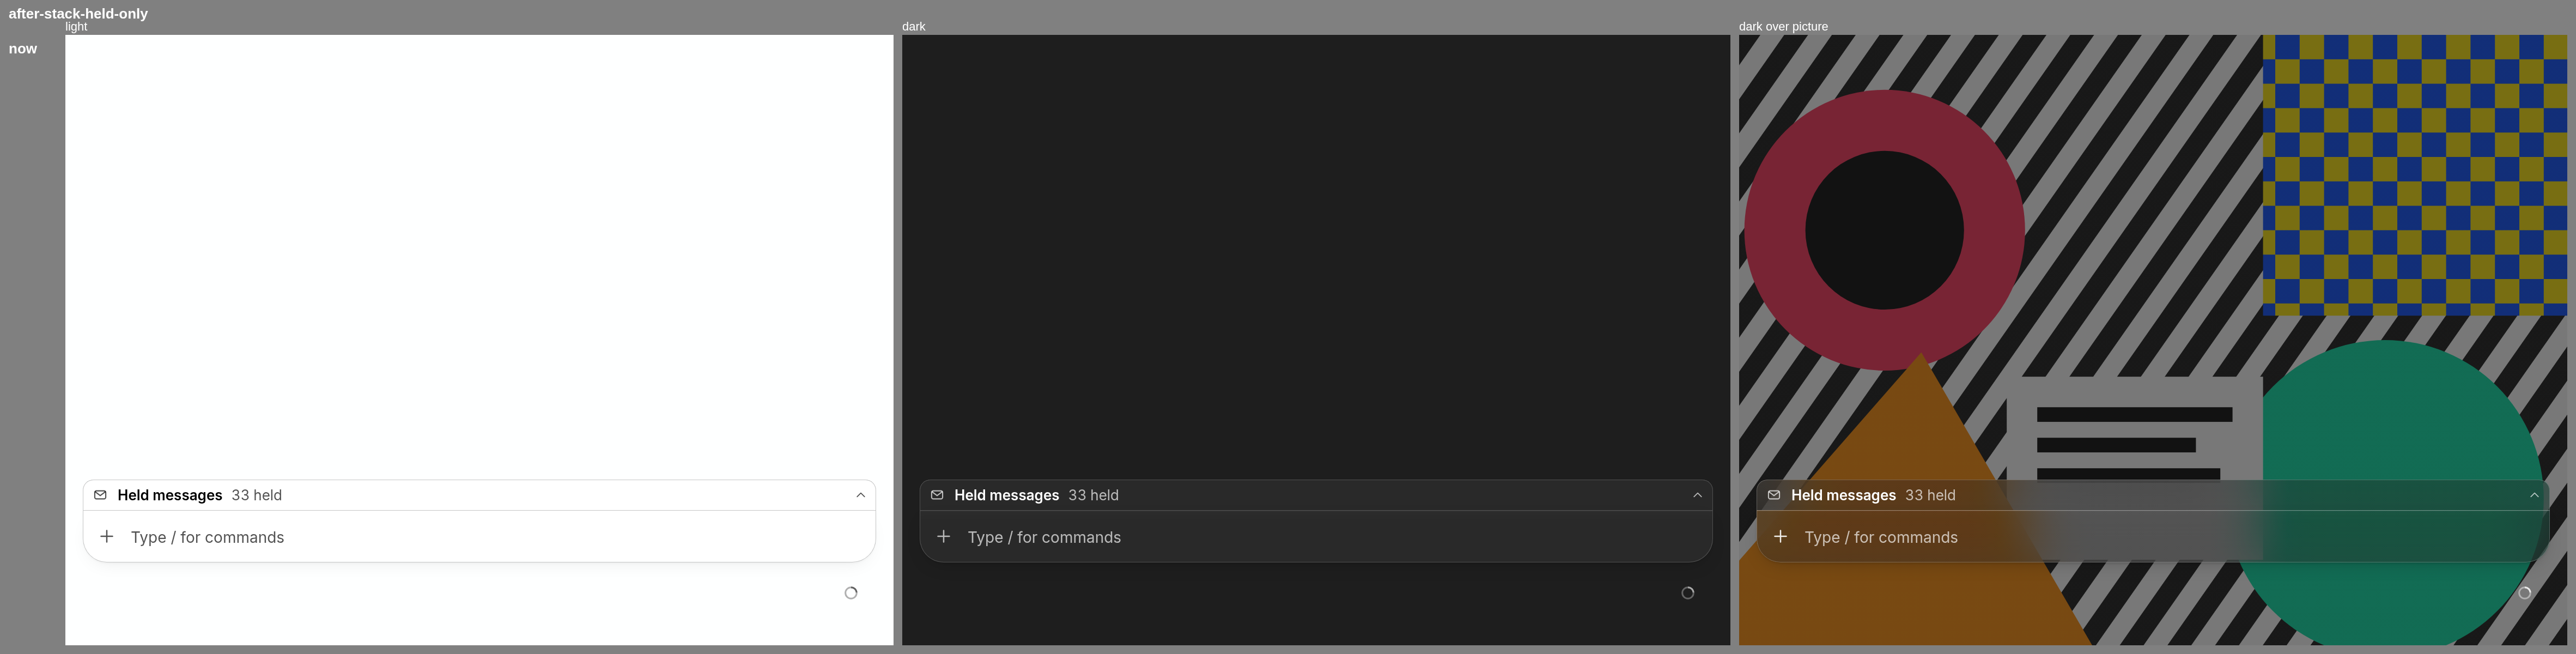 after-stack-held-only
light
dark
dark over picture
now
Held messages 33 held
Type / for commands
Held messages 33 held
Type / for commands
Held messages 33 held
Type / for commands